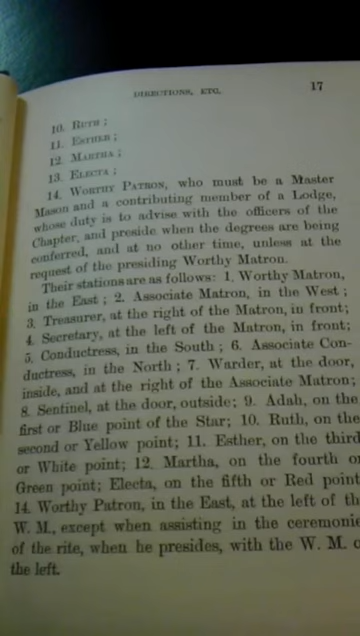 DIRECTIONS, ETC. 17
10. RUTH;
11. ESTHER;
12. MARTHA;
13. ELECTA;
14. WORTHY PATRON, who must be a Master
Mason and a contributing member of a Lodge,
whose duty is to advise with the officers of the
Chapter, and preside when the degrees are being
conferred, and at no other time, unless at the
request of the presiding Worthy Matron.
Their stations are as follows: 1. Worthy Matron,
in the East; 2. Associate Matron, in the West;
3. Treasurer, at the right of the Matron, in front;
4. Secretary, at the left of the Matron, in front;
5. Conductress, in the South; 6. Associate Con-
ductress, in the North; 7. Warder, at the door,
inside, and at the right of the Associate Matron;
8. Sentinel, at the door, outside; 9. Adah, on the
first or Blue point of the Star; 10. Ruth, on the
second or Yellow point; 11. Esther, on the third
or White point; 12. Martha, on the fourth or
Green point; Electa, on the fifth or Red point
14. Worthy Patron, in the East, at the left of the
W. M., except when assisting in the ceremonie
of the rite, when he presides, with the W. M. o
the left.